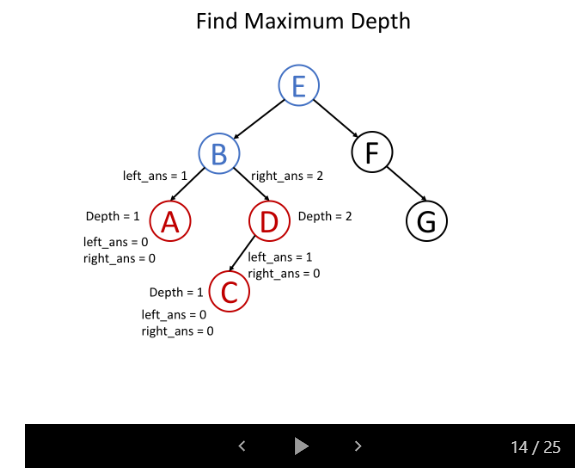 Find Maximum Depth
E
B
F
left_ans = 1
right_ans = 2
Depth = 1
A
D
Depth = 2
G
left_ans = 0
right_ans = 0
left_ans = 1
right_ans = 0
Depth = 1
C
left_ans = 0
right_ans = 0
14 / 25